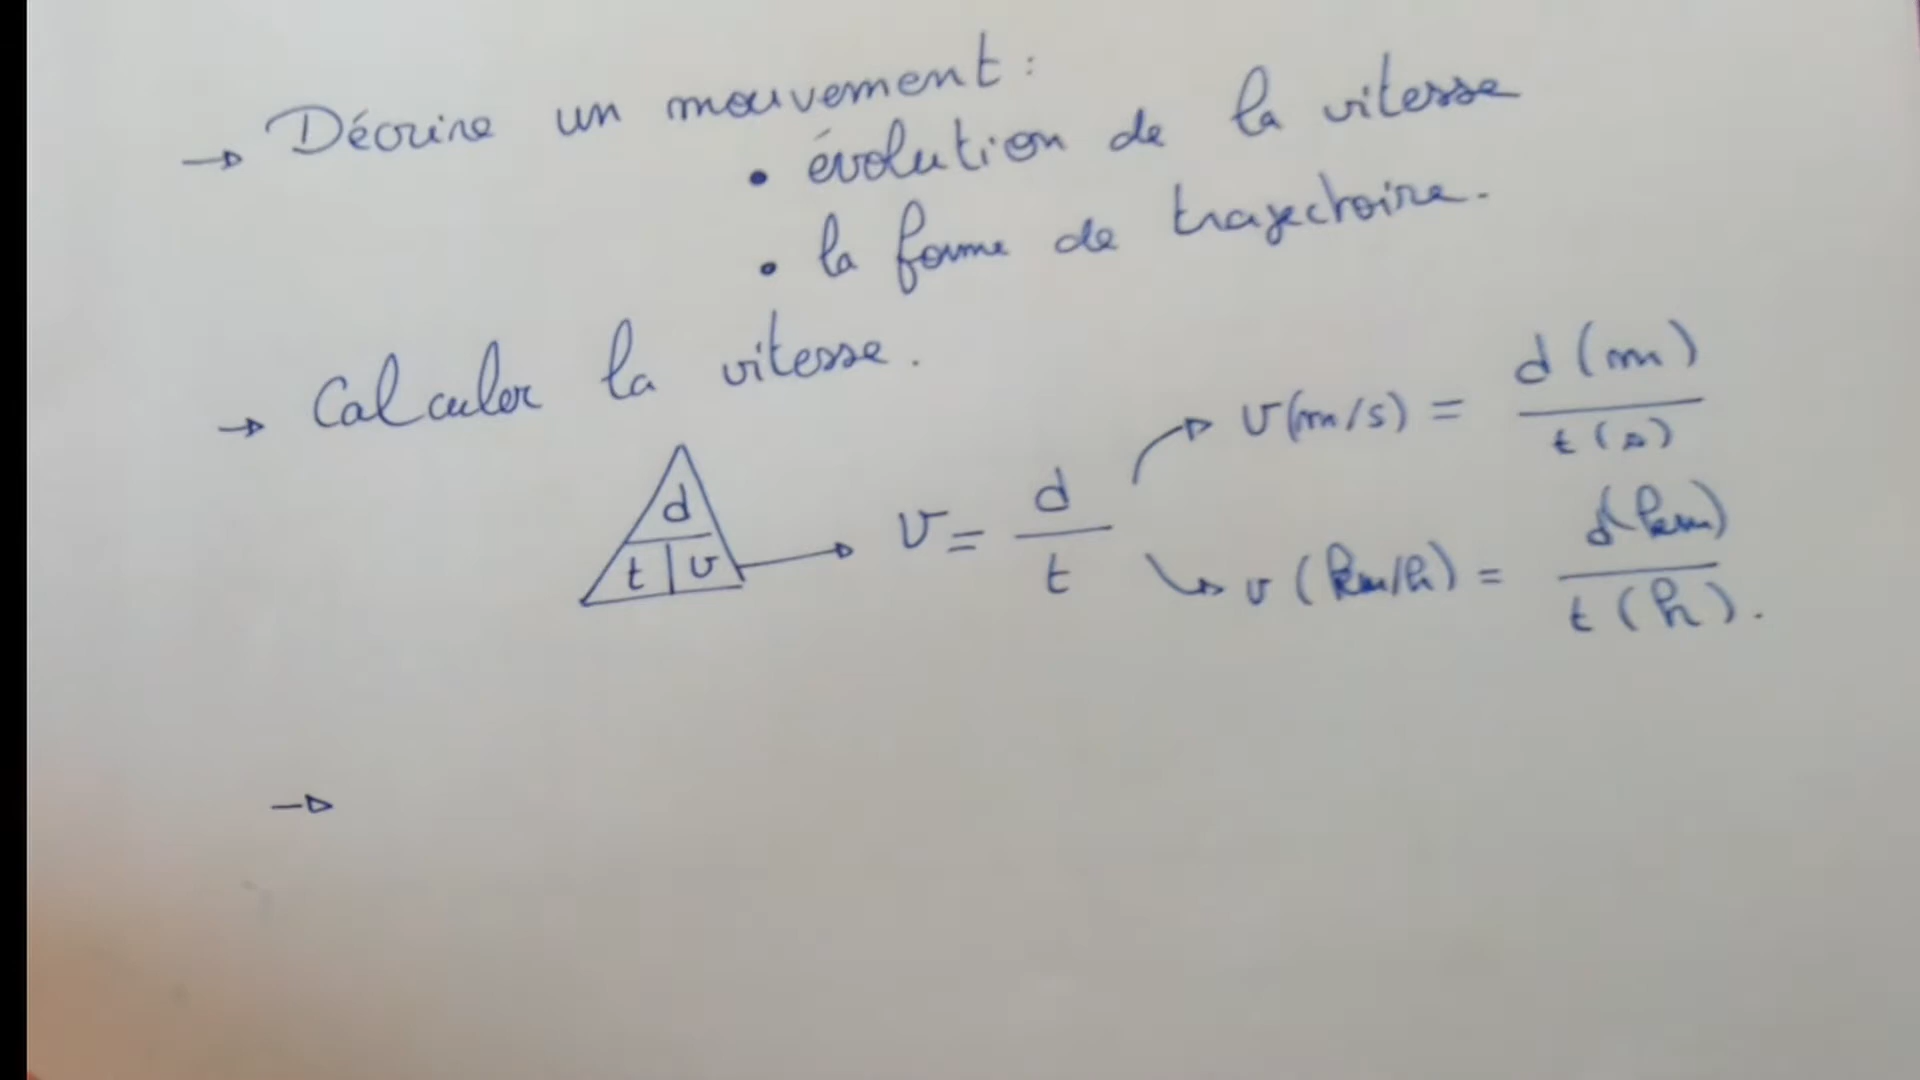 → Décrire un mouvement :
• évolution de la vitesse
• la forme de trajectoire.
→ Calculer la vitesse.
d
t | v
→ v = d / t
→ v(m/s) = d(m) / t(s)
↳ v(km/h) = d(km) / t(h).
→